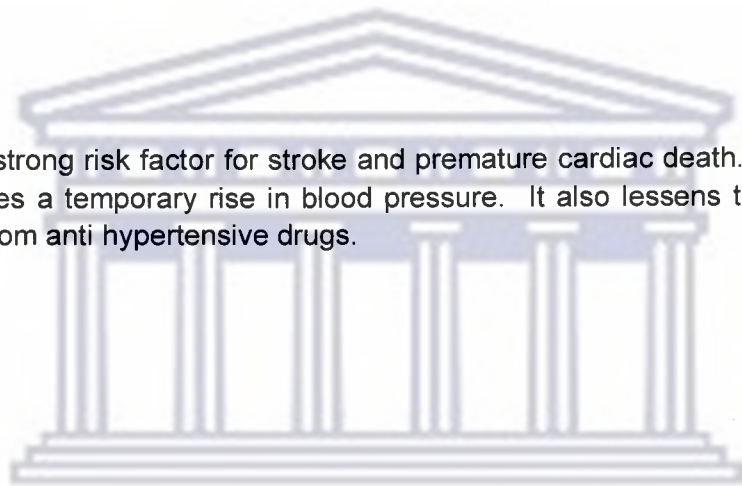 strong risk factor for stroke and premature cardiac death.
es a temporary rise in blood pressure. It also lessens t
om anti hypertensive drugs.